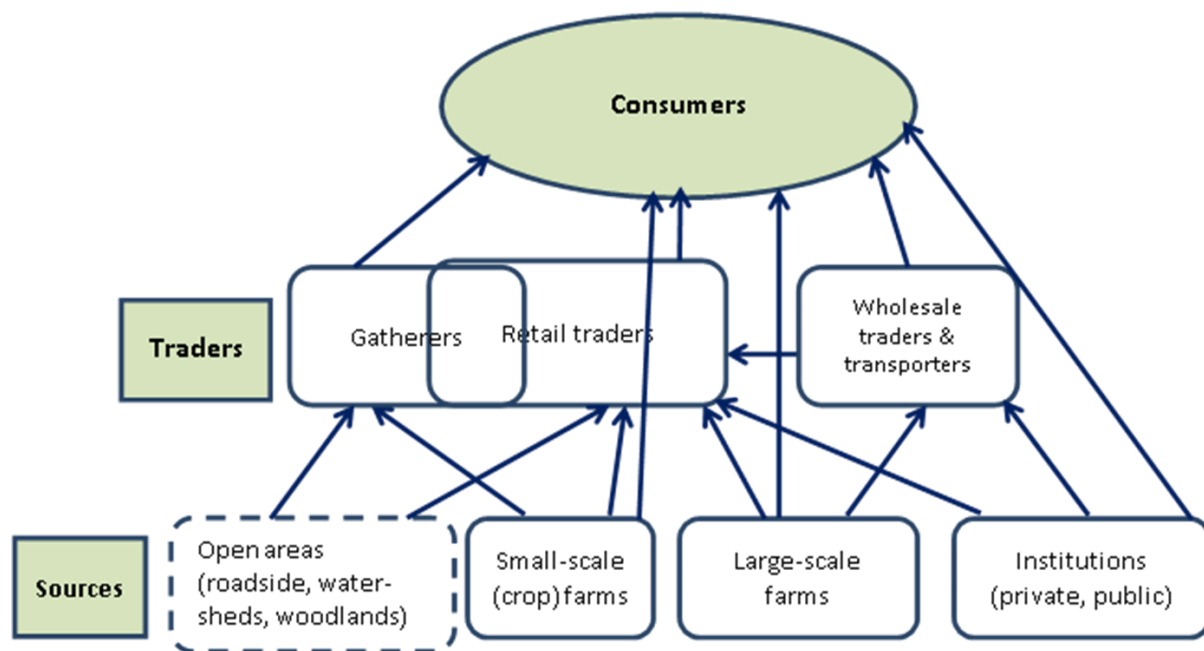 Consumers
Traders
Gatherers
Retail traders
Wholesale
traders &
transporters
Sources
Open areas
(roadside, water-
sheds, woodlands)
Small-scale
(crop) farms
Large-scale
farms
Institutions
(private, public)